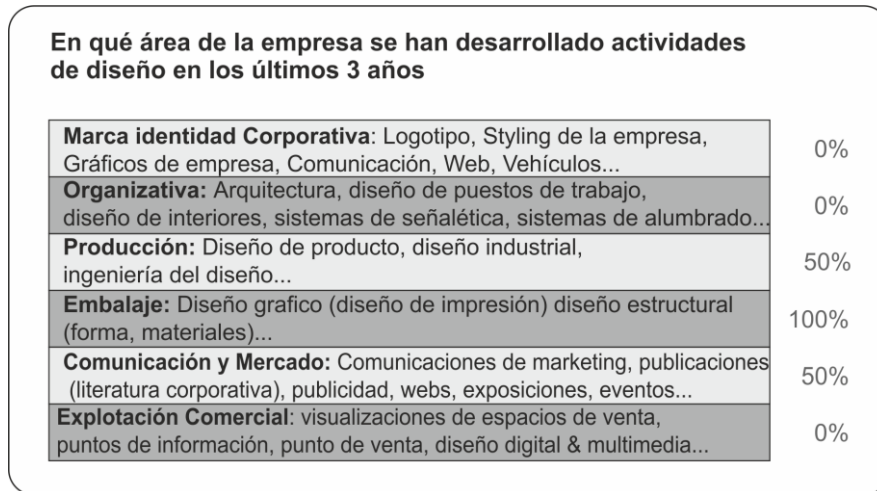 En qué área de la empresa se han desarrollado actividades
de diseño en los últimos 3 años
Marca identidad Corporativa: Logotipo, Styling de la empresa,
Gráficos de empresa, Comunicación, Web, Vehículos...
0%
Organizativa: Arquitectura, diseño de puestos de trabajo,
diseño de interiores, sistemas de señalética, sistemas de alumbrado...
0%
Producción: Diseño de producto, diseño industrial,
ingeniería del diseño...
50%
Embalaje: Diseño grafico (diseño de impresión) diseño estructural
(forma, materiales)...
100%
Comunicación y Mercado: Comunicaciones de marketing, publicaciones
(literatura corporativa), publicidad, webs, exposiciones, eventos...
50%
Explotación Comercial: visualizaciones de espacios de venta,
puntos de información, punto de venta, diseño digital & multimedia...
0%